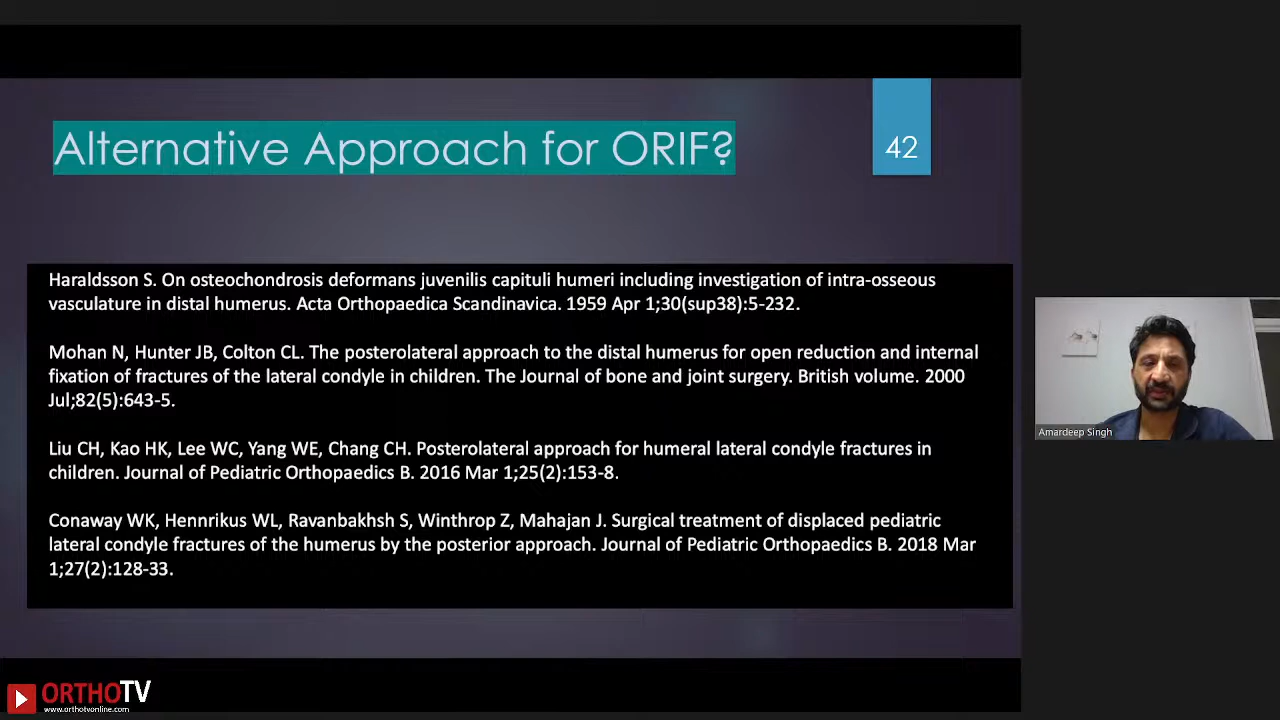 Alternative Approach for ORIF?
42
Haraldsson S. On osteochondrosis deformans juvenilis capituli humeri including investigation of intra-osseous
vasculature in distal humerus. Acta Orthopaedica Scandinavica. 1959 Apr 1;30(sup38):5-232.
Mohan N, Hunter JB, Colton CL. The posterolateral approach to the distal humerus for open reduction and internal
fixation of fractures of the lateral condyle in children. The Journal of bone and joint surgery. British volume. 2000
Jul;82(5):643-5.
Liu CH, Kao HK, Lee WC, Yang WE, Chang CH. Posterolateral approach for humeral lateral condyle fractures in
children. Journal of Pediatric Orthopaedics B. 2016 Mar 1;25(2):153-8.
Conaway WK, Hennrikus WL, Ravanbakhsh S, Winthrop Z, Mahajan J. Surgical treatment of displaced pediatric
lateral condyle fractures of the humerus by the posterior approach. Journal of Pediatric Orthopaedics B. 2018 Mar
1;27(2):128-33.
Amardeep Singh
ORTHOTV
www.orthotvonline.com